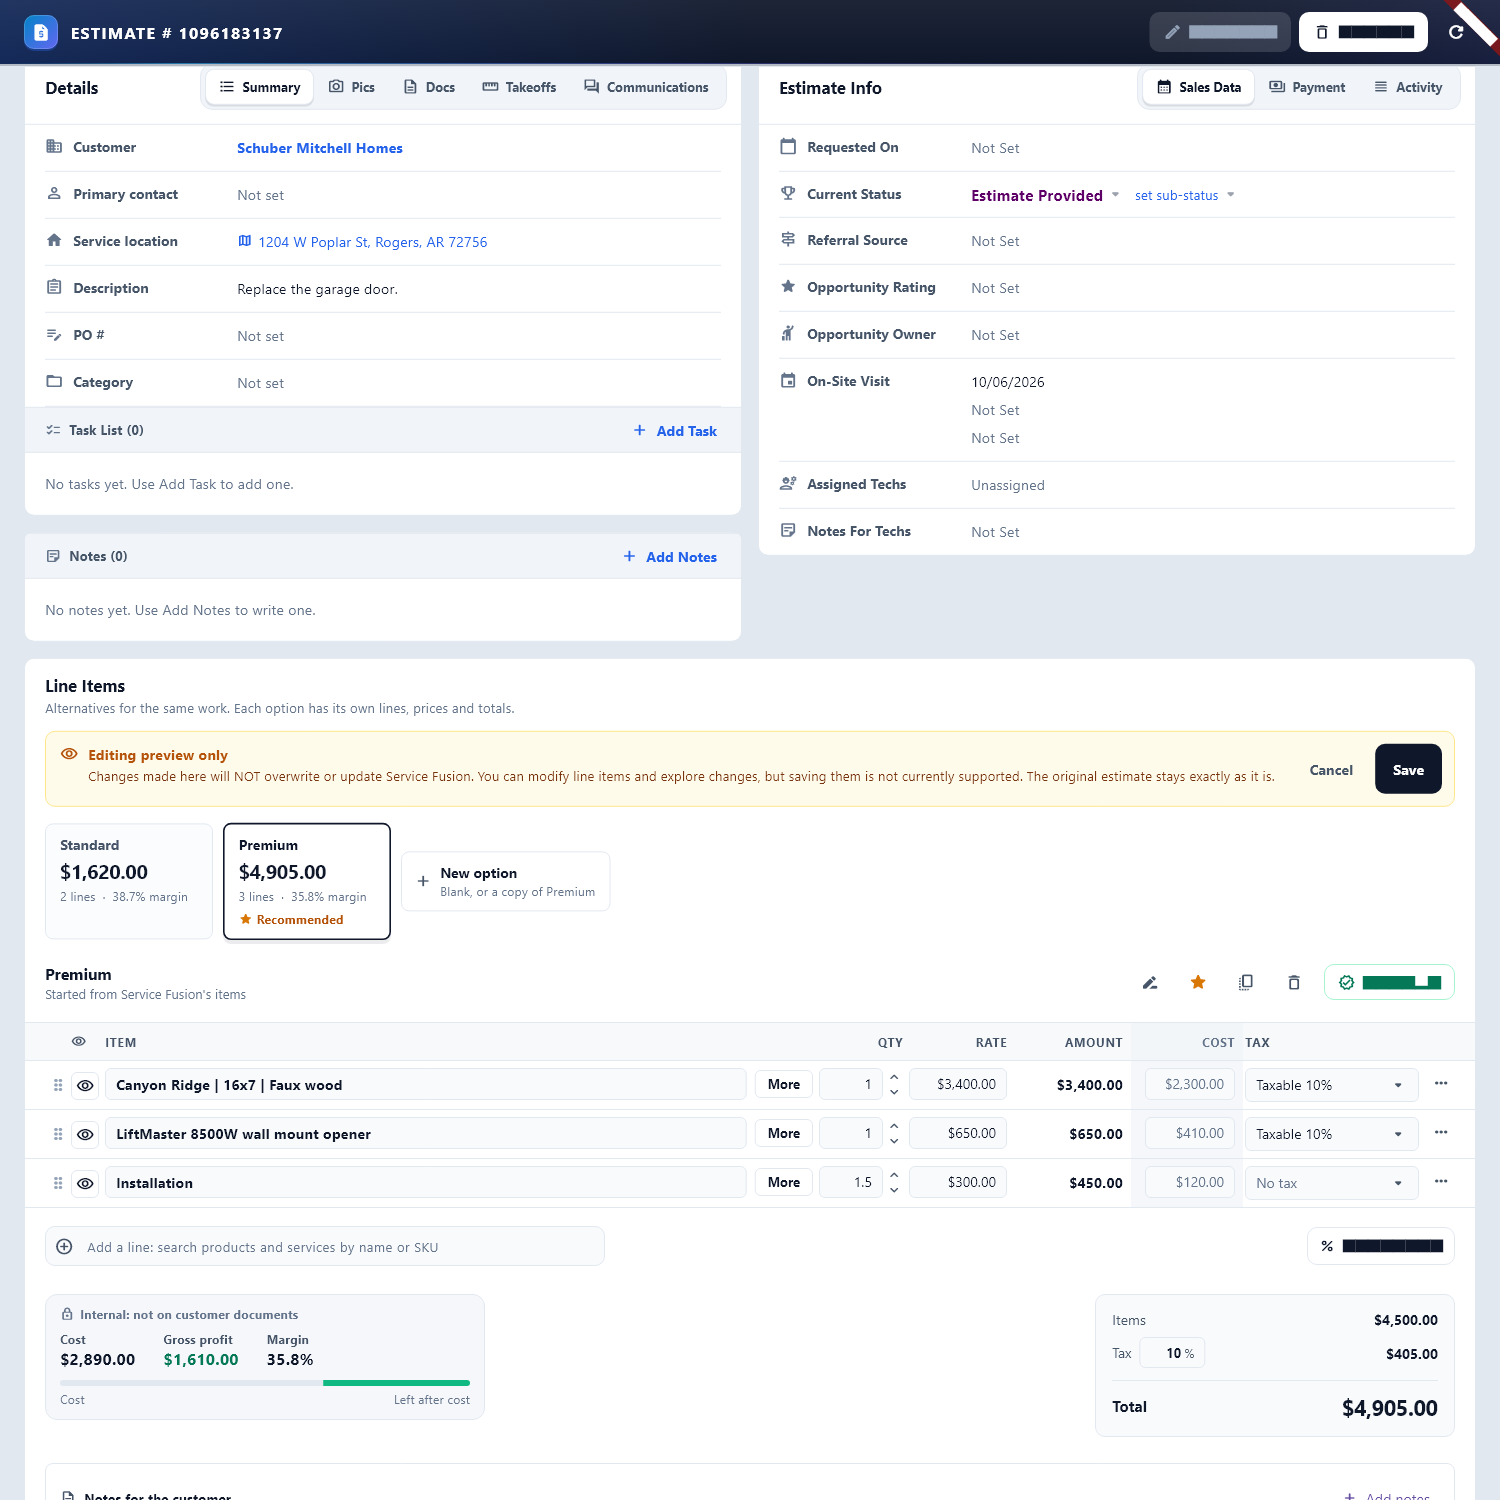 ESTIMATE # 1096183137
Details
Summary
Pics
Docs
Takeoffs
Communications
Customer
Schuber Mitchell Homes
Primary contact
Not set
Service location
1204 W Poplar St, Rogers, AR 72756
Description
Replace the garage door.
PO #
Not set
Category
Not set
Task List (0)
Add Task
No tasks yet. Use Add Task to add one.
Notes (0)
Add Notes
No notes yet. Use Add Notes to write one.
Estimate Info
Sales Data
Payment
Activity
Requested On
Not Set
Current Status
Estimate Provided
set sub-status
Referral Source
Not Set
Opportunity Rating
Not Set
Opportunity Owner
Not Set
On-Site Visit
10/06/2026
Not Set
Not Set
Assigned Techs
Unassigned
Notes For Techs
Not Set
Line Items
Alternatives for the same work. Each option has its own lines, prices and totals.
Editing preview only
Changes made here will NOT overwrite or update Service Fusion. You can modify line items and explore changes, but saving them is not currently supported. The original estimate stays exactly as it is.
Cancel
Save
Standard
$1,620.00
2 lines · 38.7% margin
Premium
$4,905.00
3 lines · 35.8% margin
Recommended
New option
Blank, or a copy of Premium
Premium
Started from Service Fusion's items
ITEM QTY RATE AMOUNT COST TAX
Canyon Ridge | 16x7 | Faux wood More 1 $3,400.00 $3,400.00 $2,300.00 Taxable 10%
LiftMaster 8500W wall mount opener More 1 $650.00 $650.00 $410.00 Taxable 10%
Installation More 1.5 $300.00 $450.00 $120.00 No tax
Add a line: search products and services by name or SKU
%
Internal: not on customer documents
Cost Gross profit Margin
$2,890.00 $1,610.00 35.8%
Cost Left after cost
Items $4,500.00
Tax 10 % $405.00
Total $4,905.00
Notes for the customer
Add notes